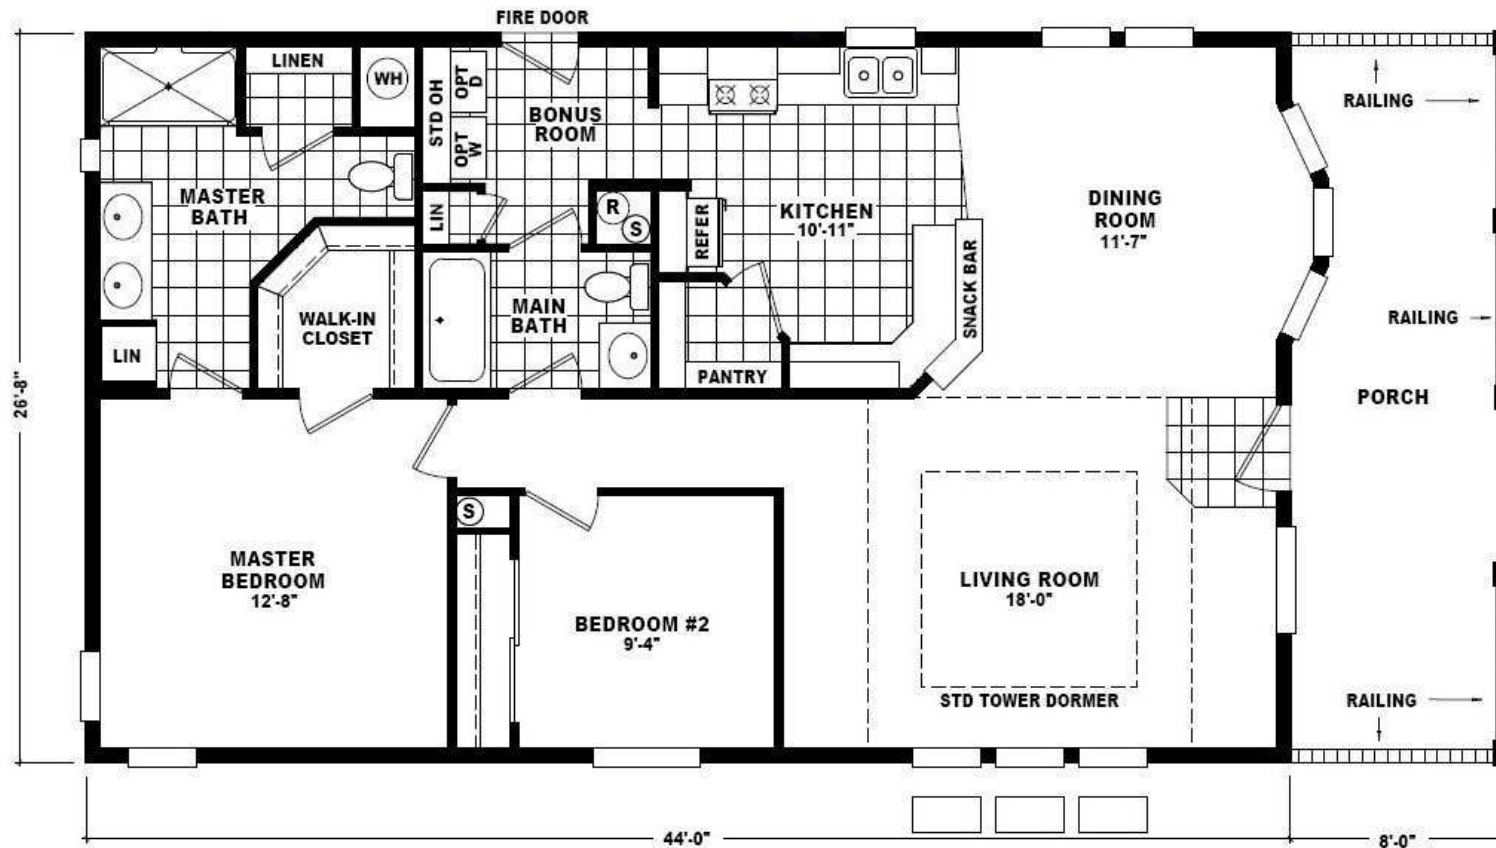 FIRE DOOR
LINEN
WH
STD OH
OPT D
OPT W
BONUS
ROOM
RAILING
RAILING
MASTER
BATH
LIN
R
S
REFER
KITCHEN
10'-11"
DINING
ROOM
11'-7"
SNACK BAR
WALK-IN
CLOSET
MAIN
BATH
LIN
PANTRY
PORCH
26'-8"
S
MASTER
BEDROOM
12'-8"
BEDROOM #2
9'-4"
LIVING ROOM
18'-0"
STD TOWER DORMER
RAILING
44'-0"
8'-0"